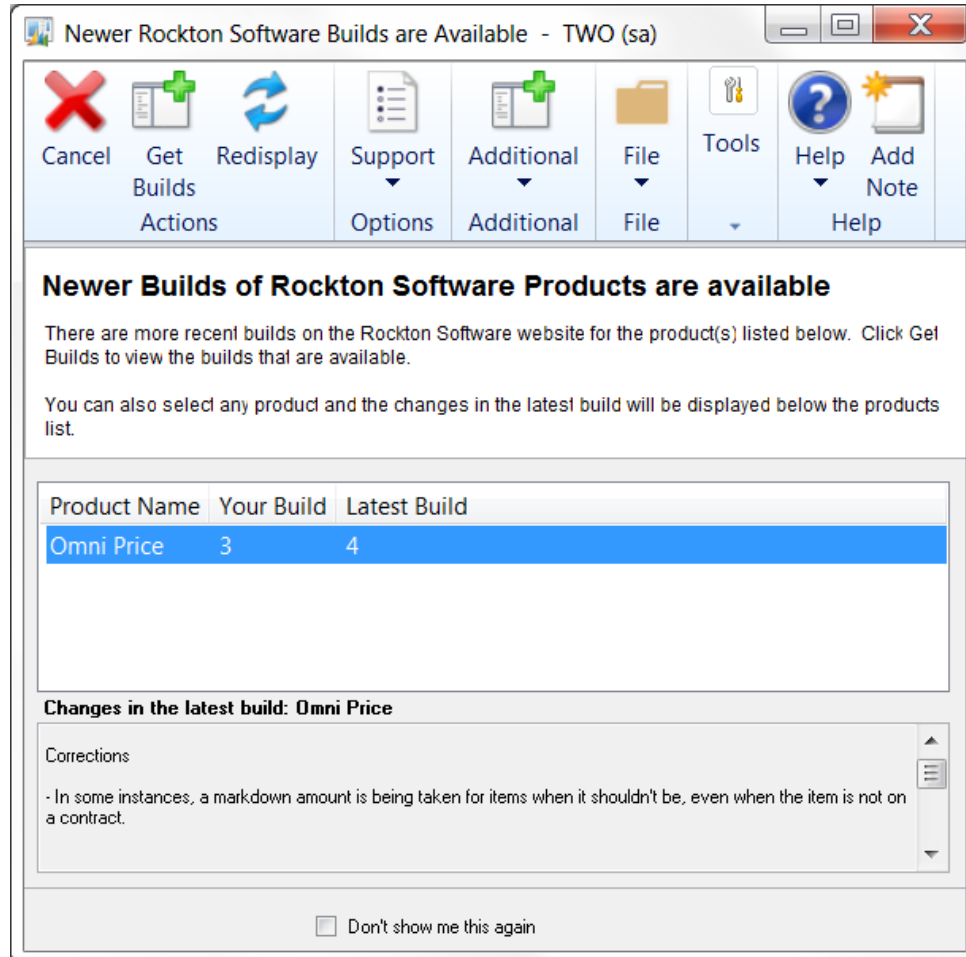 Newer Rockton Software Builds are Available - TWO (sa)
Cancel Get Builds Redisplay Support Additional File Tools Help Add Note
Actions Options Additional File Help
Newer Builds of Rockton Software Products are available
There are more recent builds on the Rockton Software website for the product(s) listed below. Click Get
Builds to view the builds that are available.
You can also select any product and the changes in the latest build will be displayed below the products
list.
Product Name Your Build Latest Build
Omni Price 3 4
Changes in the latest build: Omni Price
Corrections
- In some instances, a markdown amount is being taken for items when it shouldn't be, even when the item is not on
a contract.
Don't show me this again